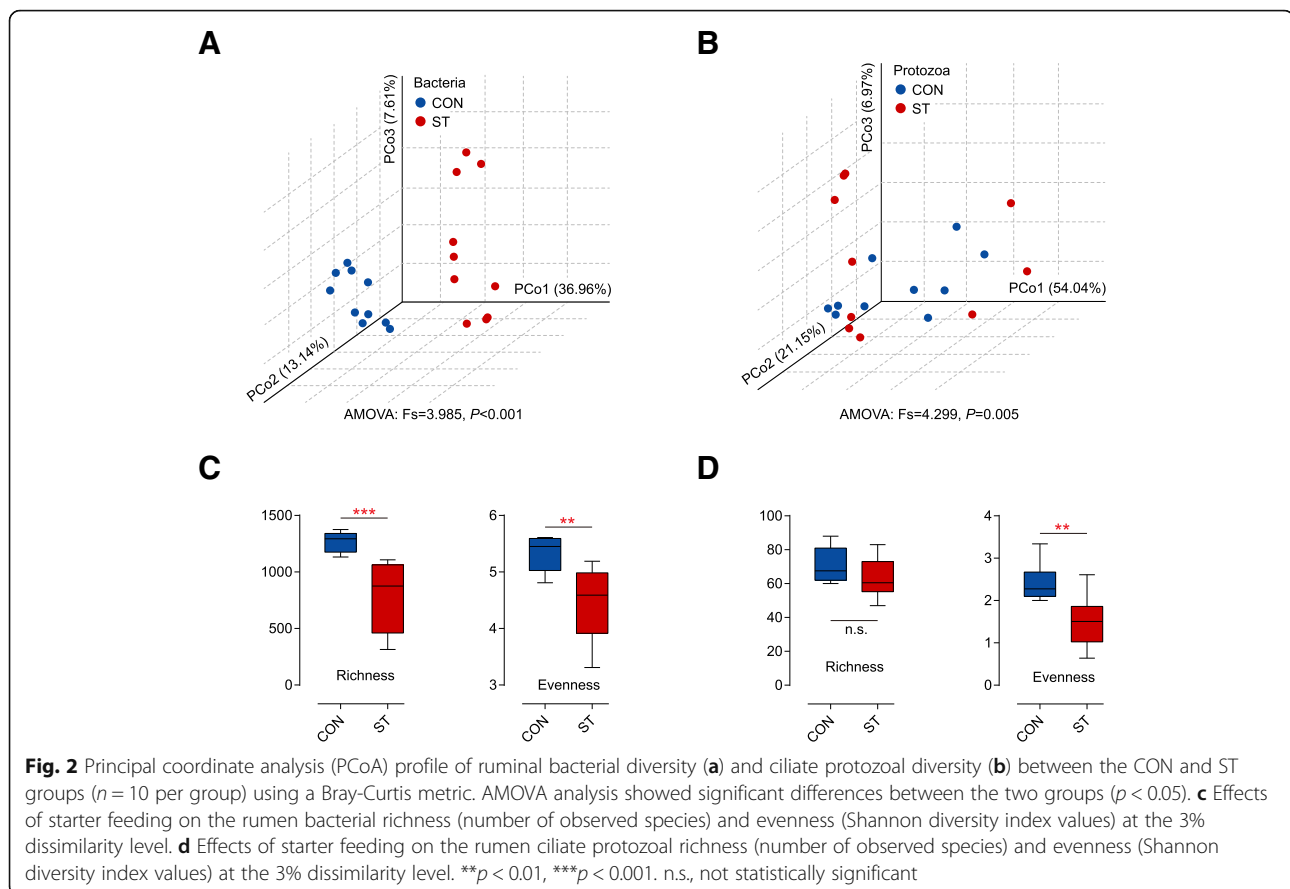 A
B
PCo3 (7.61%)
Bacteria
CON
ST
PCo1 (36.96%)
PCo2 (13.14%)
AMOVA: Fs=3.985, P<0.001
PCo3 (6.97%)
Protozoa
CON
ST
PCo1 (54.04%)
PCo2 (21.15%)
AMOVA: Fs=4.299, P=0.005
C
D
1500
1000
500
0
***
Richness
CON
ST
6
5
4
3
**
Evenness
CON
ST
100
80
60
40
20
0
n.s.
Richness
CON
ST
4
3
2
1
0
**
Evenness
CON
ST
Fig. 2 Principal coordinate analysis (PCoA) profile of ruminal bacterial diversity (a) and ciliate protozoal diversity (b) between the CON and ST
groups (n = 10 per group) using a Bray-Curtis metric. AMOVA analysis showed significant differences between the two groups (p < 0.05). c Effects
of starter feeding on the rumen bacterial richness (number of observed species) and evenness (Shannon diversity index values) at the 3%
dissimilarity level. d Effects of starter feeding on the rumen ciliate protozoal richness (number of observed species) and evenness (Shannon
diversity index values) at the 3% dissimilarity level. **p < 0.01, ***p < 0.001. n.s., not statistically significant